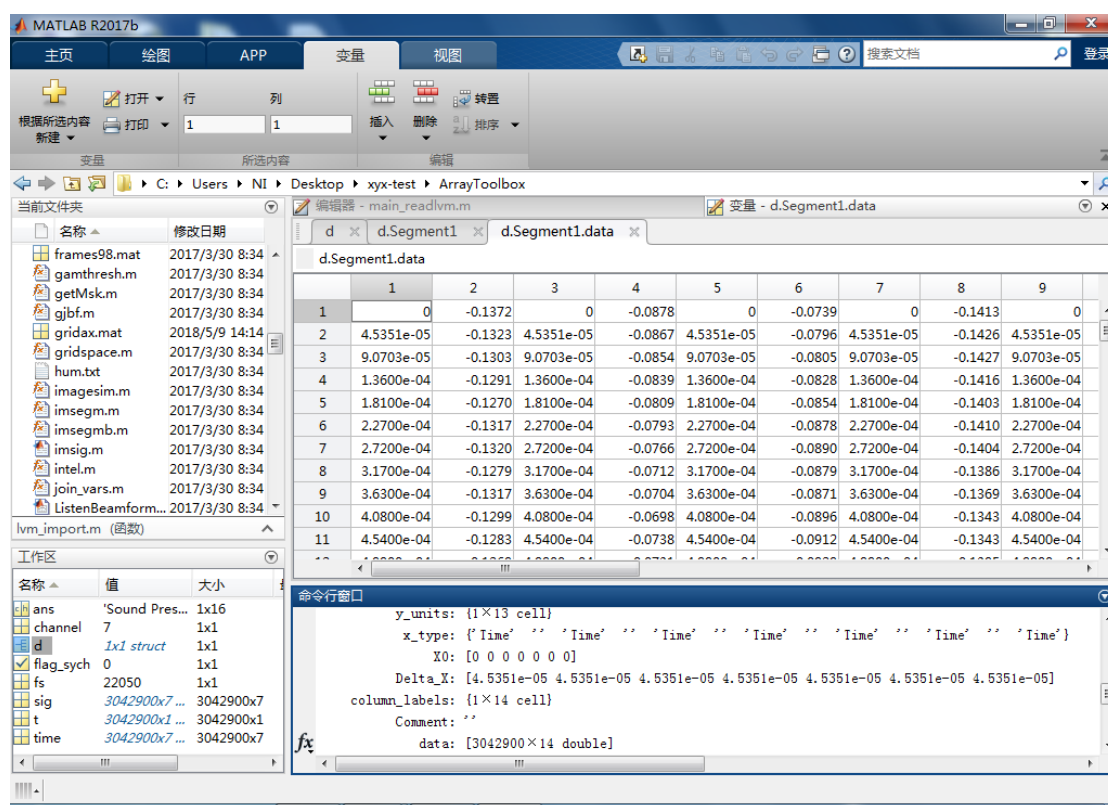 MATLAB R2017b
主页 绘图 APP 变量 视图 搜索文档 登录
根据所选内容新建 打开 打印 行 列 1 1 插入 删除 转置 排序
变量 所选内容 编辑
C: Users NI Desktop xyx-test ArrayToolbox
当前文件夹
名称 修改日期
frames98.mat 2017/3/30 8:34
gamthresh.m 2017/3/30 8:34
getMsk.m 2017/3/30 8:34
gjbf.m 2017/3/30 8:34
gridax.mat 2018/5/9 14:14
gridspace.m 2017/3/30 8:34
hum.txt 2017/3/30 8:34
imagesim.m 2017/3/30 8:34
imsegm.m 2017/3/30 8:34
imsegmb.m 2017/3/30 8:34
imsig.m 2017/3/30 8:34
intel.m 2017/3/30 8:34
join_vars.m 2017/3/30 8:34
ListenBeamform... 2017/3/30 8:34
lvm_import.m (函数)
工作区
名称 值 大小
ans 'Sound Pres... 1x16
channel 7 1x1
d 1x1 struct 1x1
flag_sych 0 1x1
fs 22050 1x1
sig 3042900x7 ... 3042900x7
t 3042900x1 ... 3042900x1
time 3042900x7 ... 3042900x7
编辑器 - main_readlvm.m 变量 - d.Segment1.data
d d.Segment1 d.Segment1.data
d.Segment1.data
1 2 3 4 5 6 7 8 9
1 0 -0.1372 0 -0.0878 0 -0.0739 0 -0.1413 0
2 4.5351e-05 -0.1323 4.5351e-05 -0.0867 4.5351e-05 -0.0796 4.5351e-05 -0.1426 4.5351e-05
3 9.0703e-05 -0.1303 9.0703e-05 -0.0854 9.0703e-05 -0.0805 9.0703e-05 -0.1427 9.0703e-05
4 1.3600e-04 -0.1291 1.3600e-04 -0.0839 1.3600e-04 -0.0828 1.3600e-04 -0.1416 1.3600e-04
5 1.8100e-04 -0.1270 1.8100e-04 -0.0809 1.8100e-04 -0.0854 1.8100e-04 -0.1403 1.8100e-04
6 2.2700e-04 -0.1317 2.2700e-04 -0.0793 2.2700e-04 -0.0878 2.2700e-04 -0.1410 2.2700e-04
7 2.7200e-04 -0.1320 2.7200e-04 -0.0766 2.7200e-04 -0.0890 2.7200e-04 -0.1404 2.7200e-04
8 3.1700e-04 -0.1279 3.1700e-04 -0.0712 3.1700e-04 -0.0879 3.1700e-04 -0.1386 3.1700e-04
9 3.6300e-04 -0.1317 3.6300e-04 -0.0704 3.6300e-04 -0.0871 3.6300e-04 -0.1369 3.6300e-04
10 4.0800e-04 -0.1299 4.0800e-04 -0.0698 4.0800e-04 -0.0896 4.0800e-04 -0.1343 4.0800e-04
11 4.5400e-04 -0.1283 4.5400e-04 -0.0738 4.5400e-04 -0.0912 4.5400e-04 -0.1343 4.5400e-04
命令行窗口
y_units: {1×13 cell}
x_type: {'Time' '' 'Time' '' 'Time' '' 'Time' '' 'Time' '' 'Time' '' 'Time'}
X0: [0 0 0 0 0 0 0]
Delta_X: [4.5351e-05 4.5351e-05 4.5351e-05 4.5351e-05 4.5351e-05 4.5351e-05 4.5351e-05]
column_labels: {1×14 cell}
Comment: ''
data: [3042900×14 double]
fx